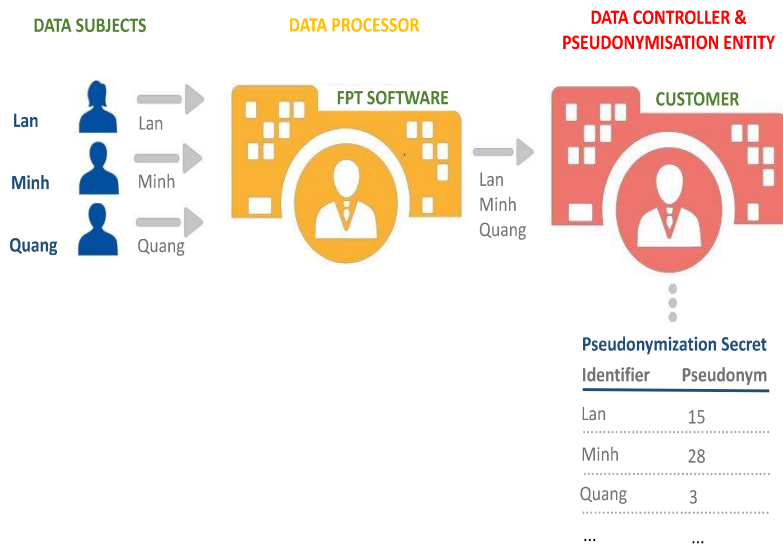 DATA SUBJECTS
DATA PROCESSOR
DATA CONTROLLER &
PSEUDONYMISATION ENTITY
FPT SOFTWARE
CUSTOMER
Lan
Lan
Minh
Minh
Quang
Quang
Lan
Minh
Quang
Pseudonymization Secret
Identifier Pseudonym
Lan 15
Minh 28
Quang 3
... ...